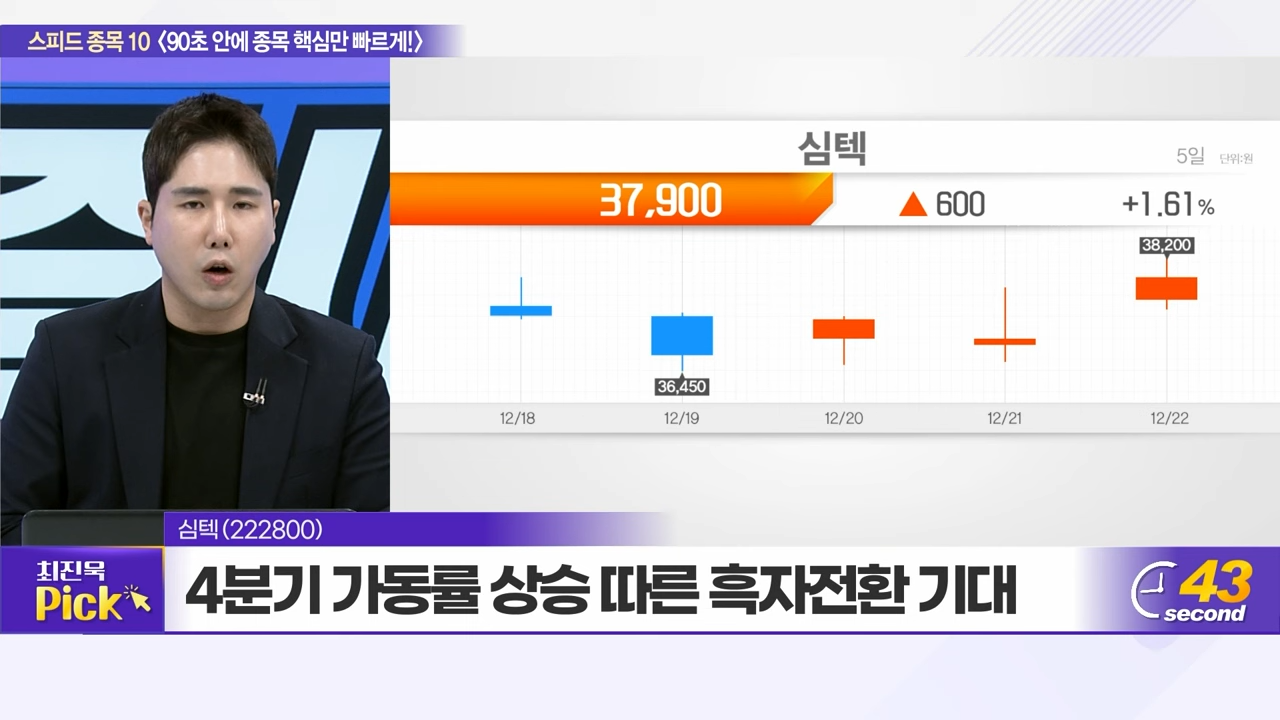 스피드 종목 10 〈90초 안에 종목 핵심만 빠르게!〉
심텍
5일 단위:원
37,900 ▲ 600 +1.61%
38,200
36,450
12/18 12/19 12/20 12/21 12/22
심텍(222800)
최진욱
Pick
4분기 가동률 상승 따른 흑자전환 기대
43
second